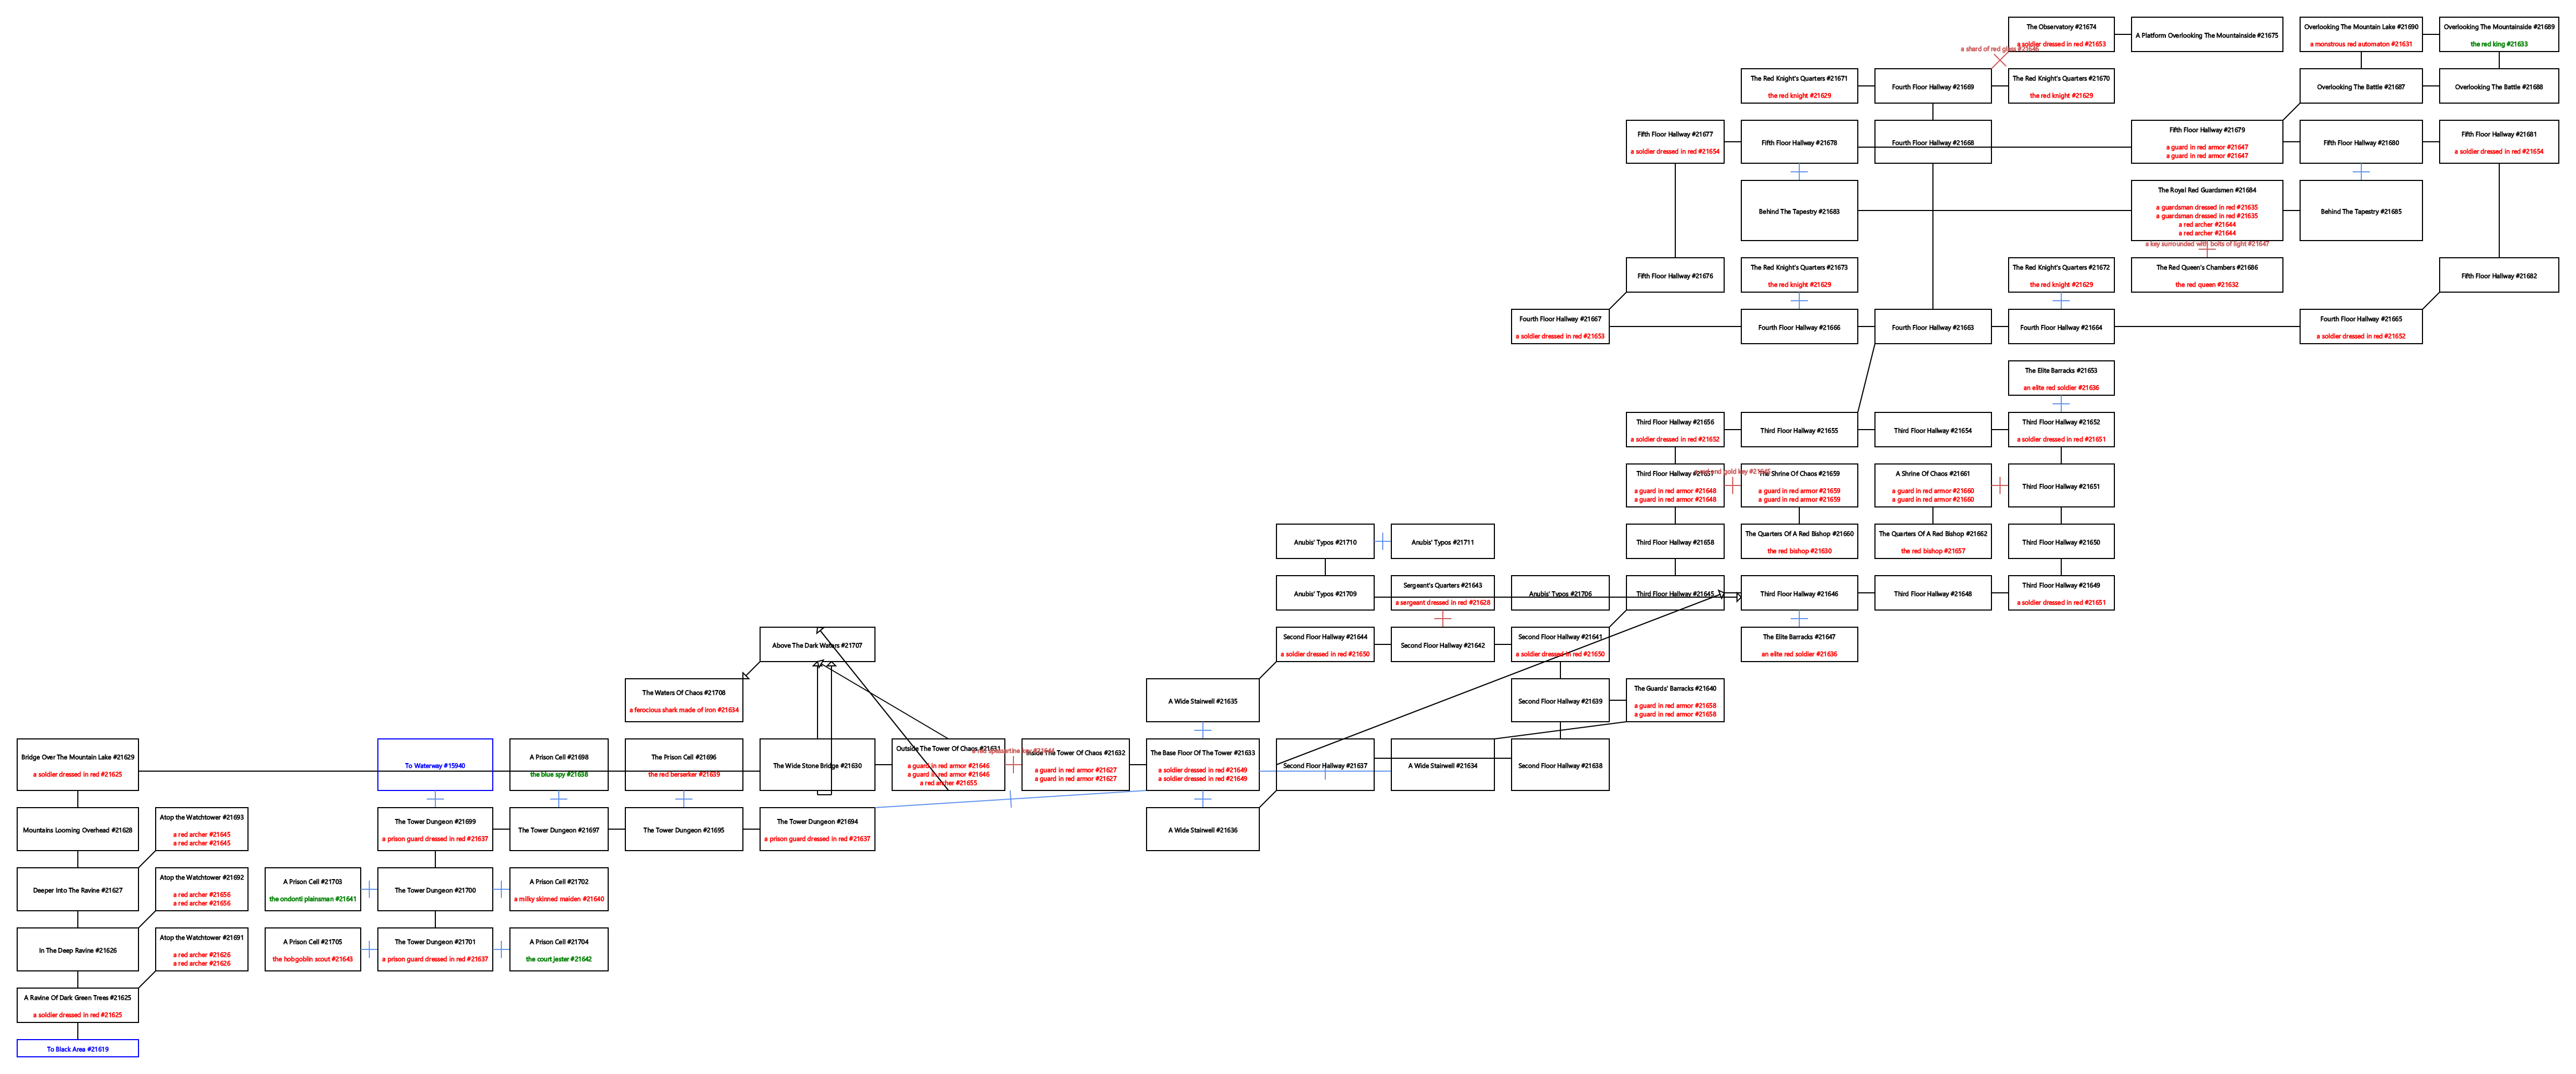 The Observatory #21674
a soldier dressed in red #21653
A Platform Overlooking The Mountainside #21675
Overlooking The Mountain Lake #21690
a monstrous red automaton #21631
Overlooking The Mountainside #21689
the red king #21633
a shard of red glass
The Red Knight's Quarters #21671
the red knight #21629
Fourth Floor Hallway #21669
The Red Knight's Quarters #21670
the red knight #21629
Overlooking The Battle #21687
Overlooking The Battle #21688
Fifth Floor Hallway #21677
a soldier dressed in red #21654
Fifth Floor Hallway #21678
Fourth Floor Hallway #21668
Fifth Floor Hallway #21679
a guard in red armor #21647
a guard in red armor #21647
Fifth Floor Hallway #21680
Fifth Floor Hallway #21681
a soldier dressed in red #21654
Behind The Tapestry #21683
The Royal Red Guardsmen #21684
a guardsman dressed in red #21635
a guardsman dressed in red #21635
a red archer #21644
a red archer #21644
Behind The Tapestry #21685
a key surrounded with bolts of light #21647
Fifth Floor Hallway #21676
The Red Knight's Quarters #21673
the red knight #21629
The Red Knight's Quarters #21672
the red knight #21629
The Red Queen's Chambers #21686
the red queen #21632
Fifth Floor Hallway #21682
Fourth Floor Hallway #21667
a soldier dressed in red #21653
Fourth Floor Hallway #21666
Fourth Floor Hallway #21663
Fourth Floor Hallway #21664
Fourth Floor Hallway #21665
a soldier dressed in red #21652
The Elite Barracks #21653
an elite red soldier #21636
Third Floor Hallway #21656
a soldier dressed in red #21652
Third Floor Hallway #21655
Third Floor Hallway #21654
Third Floor Hallway #21652
a soldier dressed in red #21651
Third Floor Hallway #21657
a guard in red armor #21648
a guard in red armor #21648
The Shrine Of Chaos #21659
a guard in red armor #21659
a guard in red armor #21659
A Shrine Of Chaos #21661
a guard in red armor #21660
a guard in red armor #21660
Third Floor Hallway #21651
Anubis' Typos #21710
Anubis' Typos #21711
Third Floor Hallway #21658
The Quarters Of A Red Bishop #21660
the red bishop #21630
The Quarters Of A Red Bishop #21662
the red bishop #21657
Third Floor Hallway #21650
Anubis' Typos #21709
Sergeant's Quarters #21643
a sergeant dressed in red #21628
Anubis' Typos #21706
Third Floor Hallway #21645
Third Floor Hallway #21646
Third Floor Hallway #21648
Third Floor Hallway #21649
a soldier dressed in red #21651
Above The Dark Waters #21707
Second Floor Hallway #21644
a soldier dressed in red #21650
Second Floor Hallway #21642
Second Floor Hallway #21641
a soldier dressed in red #21650
The Elite Barracks #21647
an elite red soldier #21636
The Waters Of Chaos #21708
a ferocious shark made of iron #21634
A Wide Stairwell #21635
Second Floor Hallway #21639
The Guards' Barracks #21640
a guard in red armor #21658
a guard in red armor #21658
Bridge Over The Mountain Lake #21629
a soldier dressed in red #21625
To Waterway #15940
A Prison Cell #21698
the blue spy #21638
The Prison Cell #21696
the red berserker #21639
The Wide Stone Bridge #21630
Outside The Tower Of Chaos #21631
a guard in red armor #21646
a guard in red armor #21646
a red archer #21655
Inside The Tower Of Chaos #21632
a guard in red armor #21627
a guard in red armor #21627
The Base Floor Of The Tower #21633
a soldier dressed in red #21649
a soldier dressed in red #21649
Second Floor Hallway #21637
A Wide Stairwell #21634
Second Floor Hallway #21638
Mountains Looming Overhead #21628
Atop the Watchtower #21693
a red archer #21645
a red archer #21645
The Tower Dungeon #21699
a prison guard dressed in red #21637
The Tower Dungeon #21697
The Tower Dungeon #21695
The Tower Dungeon #21694
a prison guard dressed in red #21637
A Wide Stairwell #21636
Deeper Into The Ravine #21627
Atop the Watchtower #21692
a red archer #21656
a red archer #21656
A Prison Cell #21703
the ondonti plainsman #21641
The Tower Dungeon #21700
A Prison Cell #21702
a milky skinned maiden #21640
In The Deep Ravine #21626
Atop the Watchtower #21691
a red archer #21626
a red archer #21626
A Prison Cell #21705
the hobgoblin scout #21643
The Tower Dungeon #21701
a prison guard dressed in red #21637
A Prison Cell #21704
the court jester #21642
A Ravine Of Dark Green Trees #21625
a soldier dressed in red #21625
To Black Area #21619